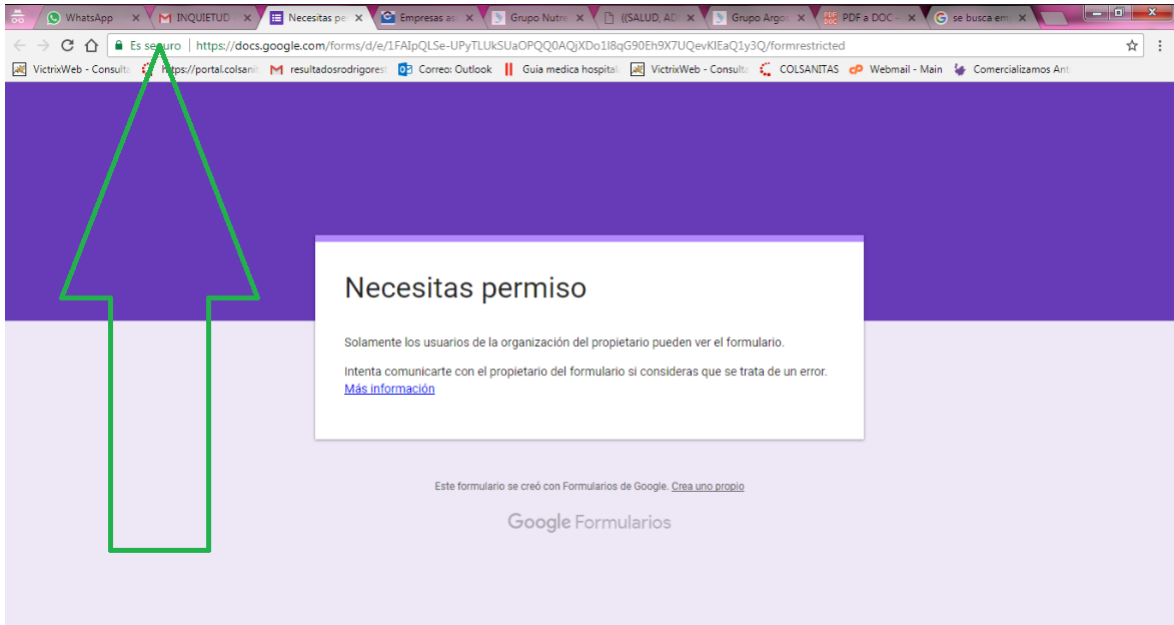 WhatsApp
INQUIETUD
Necesitas pe
Empresas as
Grupo Nutre
((SALUD, AD
Grupo Argos
PDF a DOC -
se busca em
Es seguro | https://docs.google.com/forms/d/e/1FAIpQLSe-UPyTLUkSUaOPQQ0AQjXDo1I8qG90Eh9X7UQevKIEaQ1y3Q/formrestricted
VictrixWeb - Consulta
https://portal.colsanit
resultadosrodrigores
Correo: Outlook
Guia medica hospital
VictrixWeb - Consulta
COLSANITAS
Webmail - Main
Comercializamos Ant
Necesitas permiso
Solamente los usuarios de la organización del propietario pueden ver el formulario.
Intenta comunicarte con el propietario del formulario si consideras que se trata de un error.
Más información
Este formulario se creó con Formularios de Google. Crea uno propio
Google Formularios